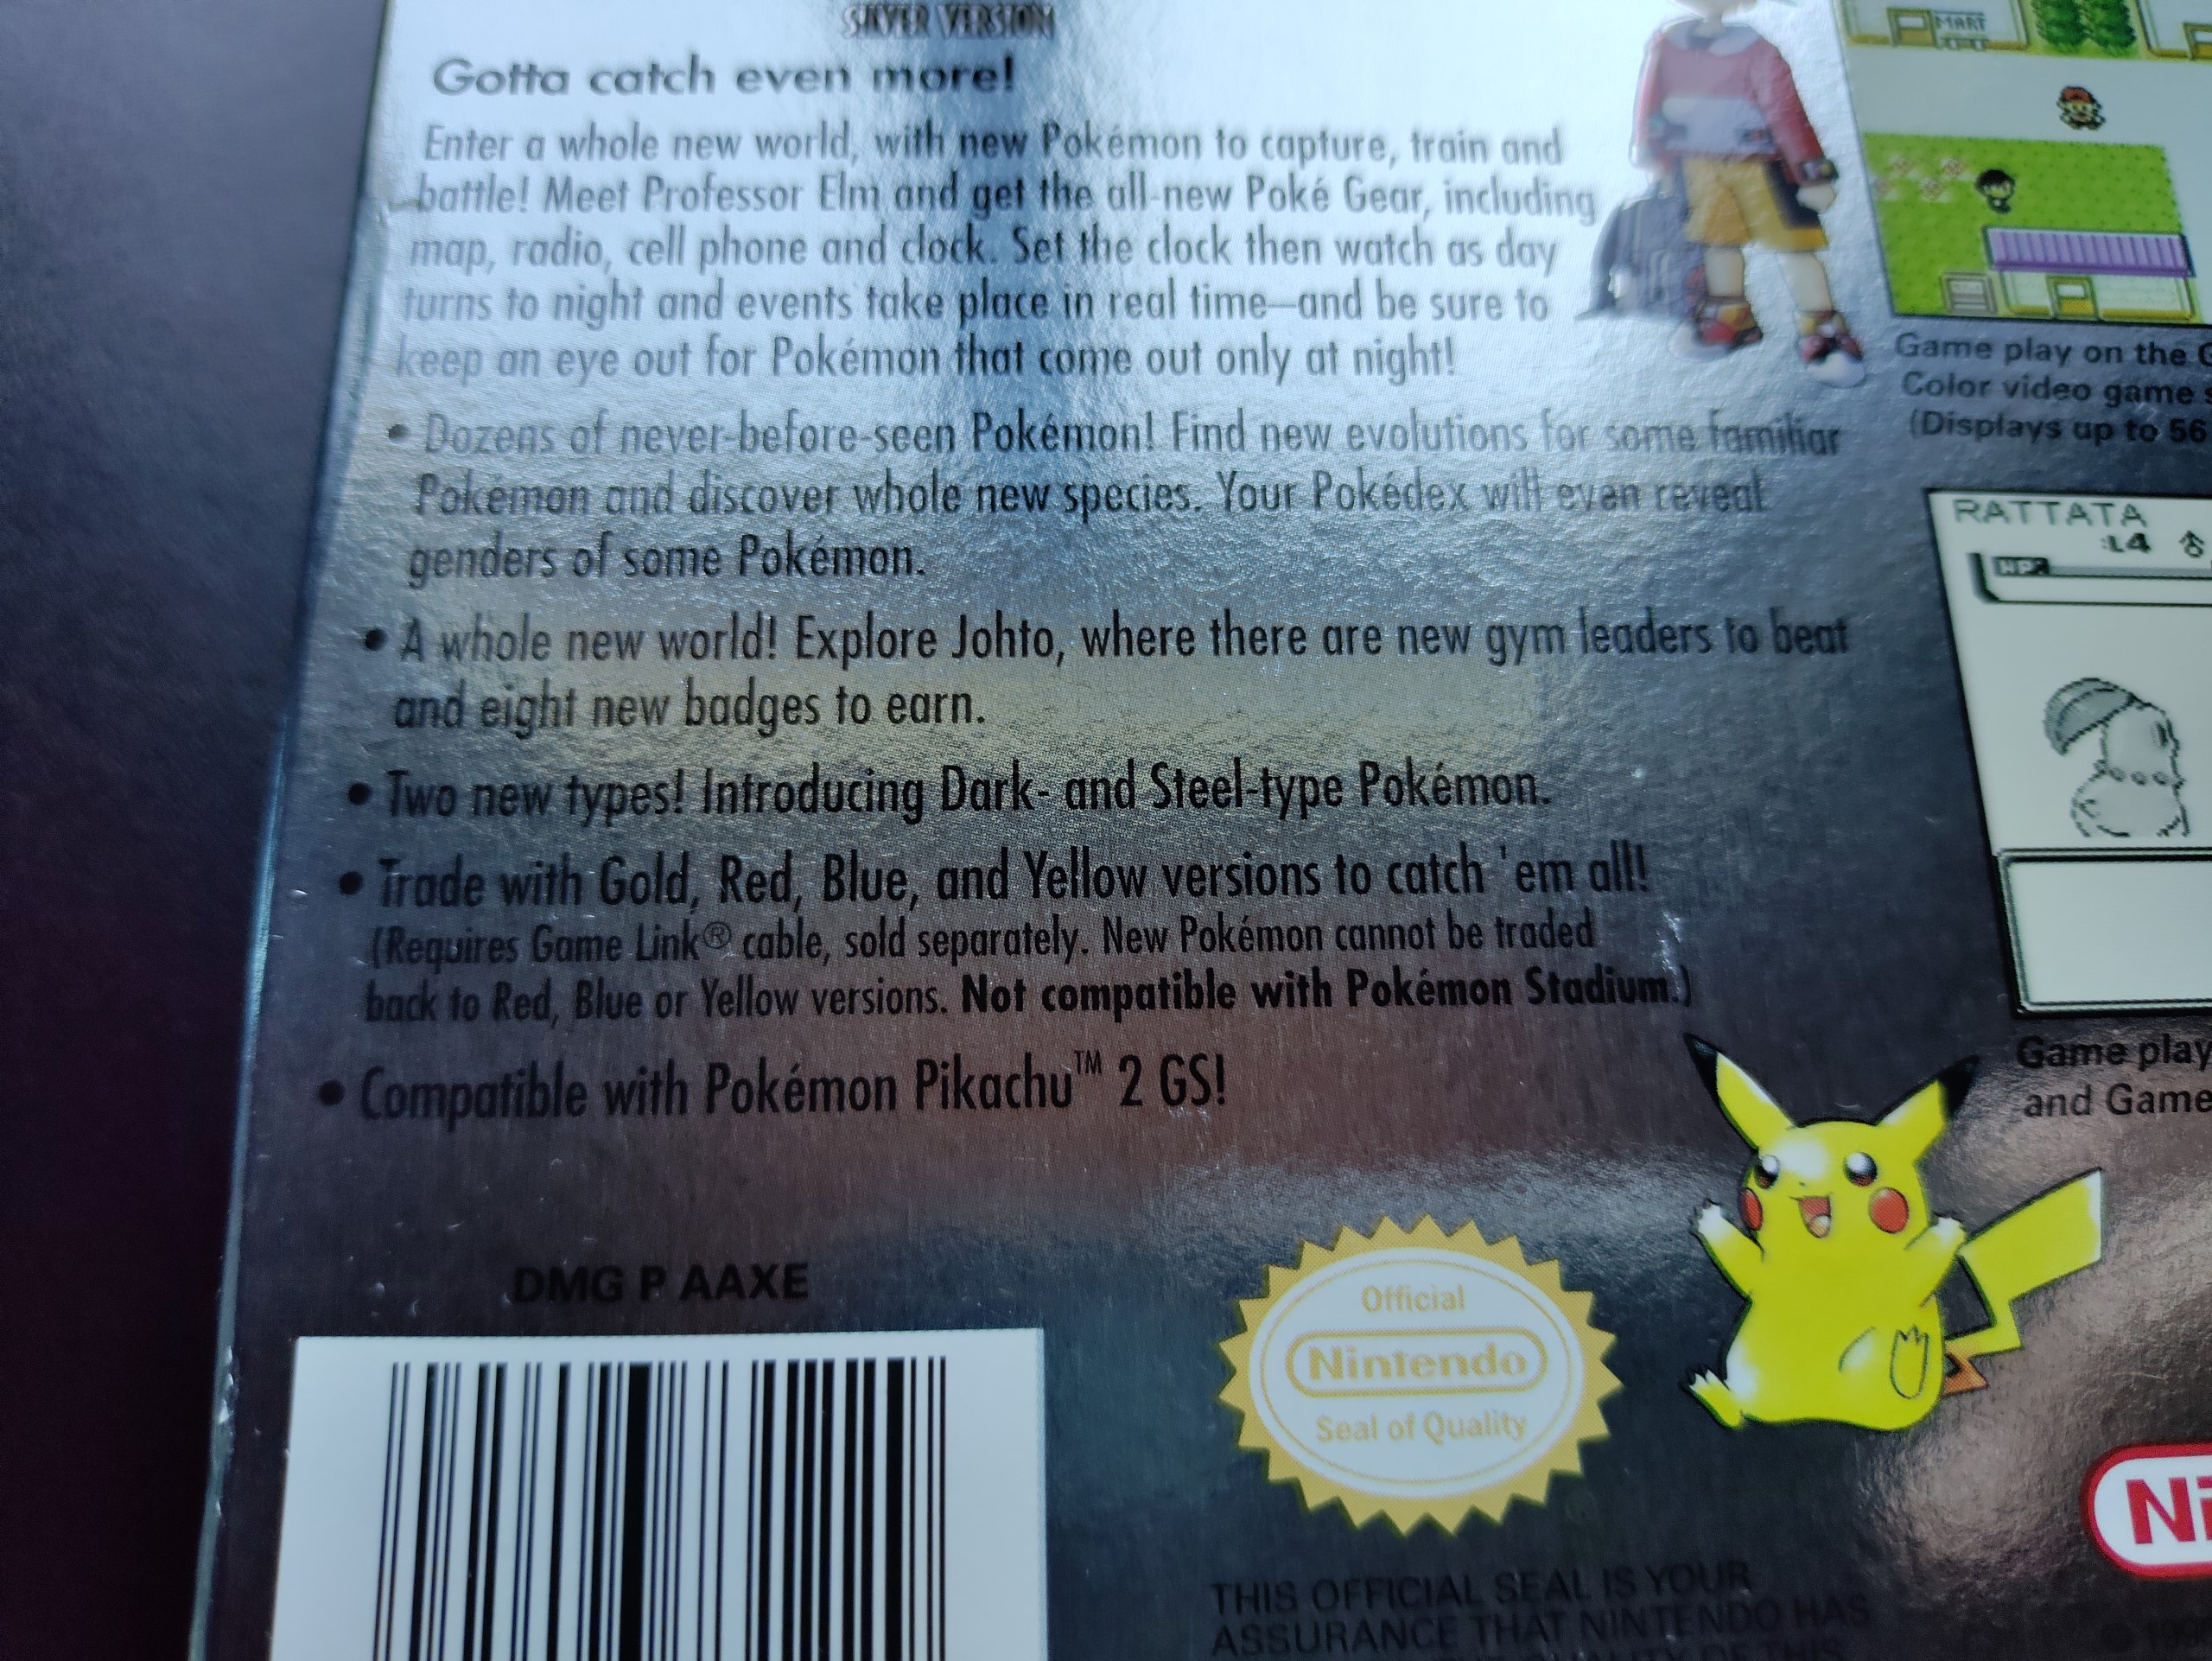 SILVER VERSION
Gotta catch even more!
Enter a whole new world, with new Pokémon to capture, train and
battle! Meet Professor Elm and get the all-new Poké Gear, including
map, radio, cell phone and clock. Set the clock then watch as day
turns to night and events take place in real time—and be sure to
keep an eye out for Pokémon that come out only at night!
• Dozens of never-before-seen Pokémon! Find new evolutions for some familiar
Pokémon and discover whole new species. Your Pokédex will even reveal
genders of some Pokémon.
• A whole new world! Explore Johto, where there are new gym leaders to beat
and eight new badges to earn.
• Two new types! Introducing Dark- and Steel-type Pokémon.
• Trade with Gold, Red, Blue, and Yellow versions to catch 'em all!
(Requires Game Link® cable, sold separately. New Pokémon cannot be traded
back to Red, Blue or Yellow versions. Not compatible with Pokémon Stadium.)
• Compatible with Pokémon Pikachu™ 2 GS!
DMG P AAXE
Official
Nintendo
Seal of Quality
THIS OFFICIAL SEAL IS YOUR
ASSURANCE THAT NINTENDO HAS
OF THIS
MART
Game play on the
Color video game
(Displays up to 56
RATTATA
:L4 ♂
HP:
Game play
and Game
Ni